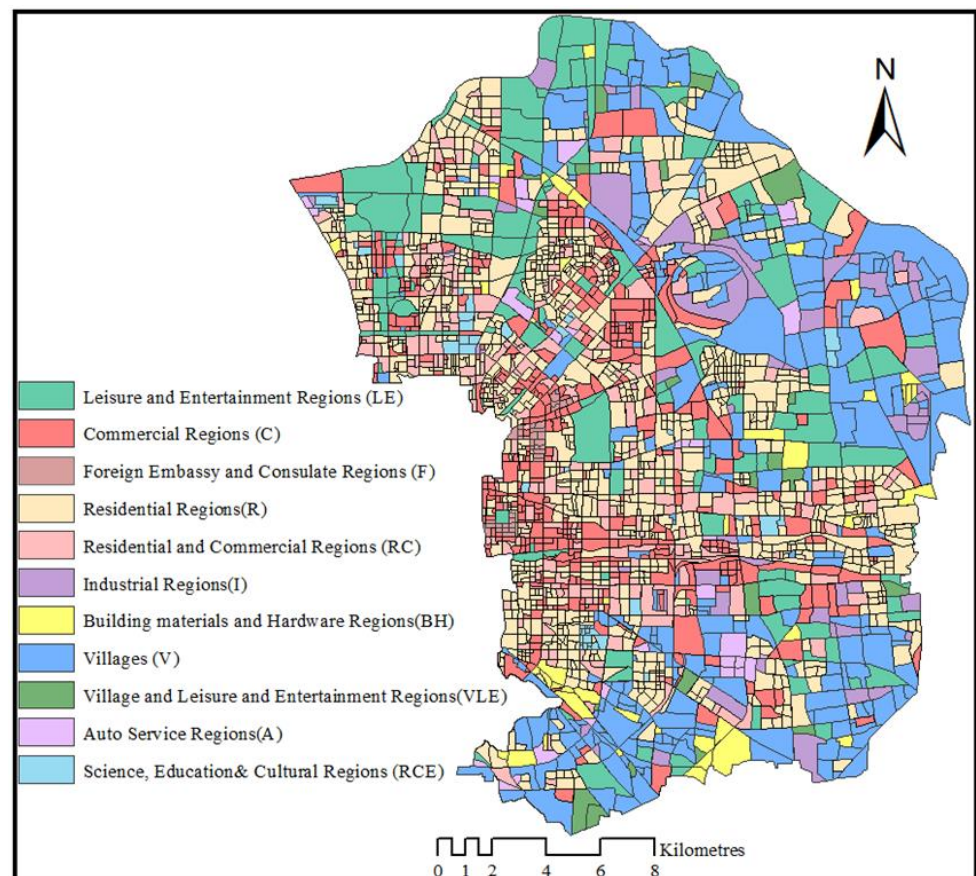 N
Leisure and Entertainment Regions (LE)
Commercial Regions (C)
Foreign Embassy and Consulate Regions (F)
Residential Regions(R)
Residential and Commercial Regions (RC)
Industrial Regions(I)
Building materials and Hardware Regions(BH)
Villages (V)
Village and Leisure and Entertainment Regions(VLE)
Auto Service Regions(A)
Science, Education& Cultural Regions (RCE)
Kilometres
0 1 2 4 6 8